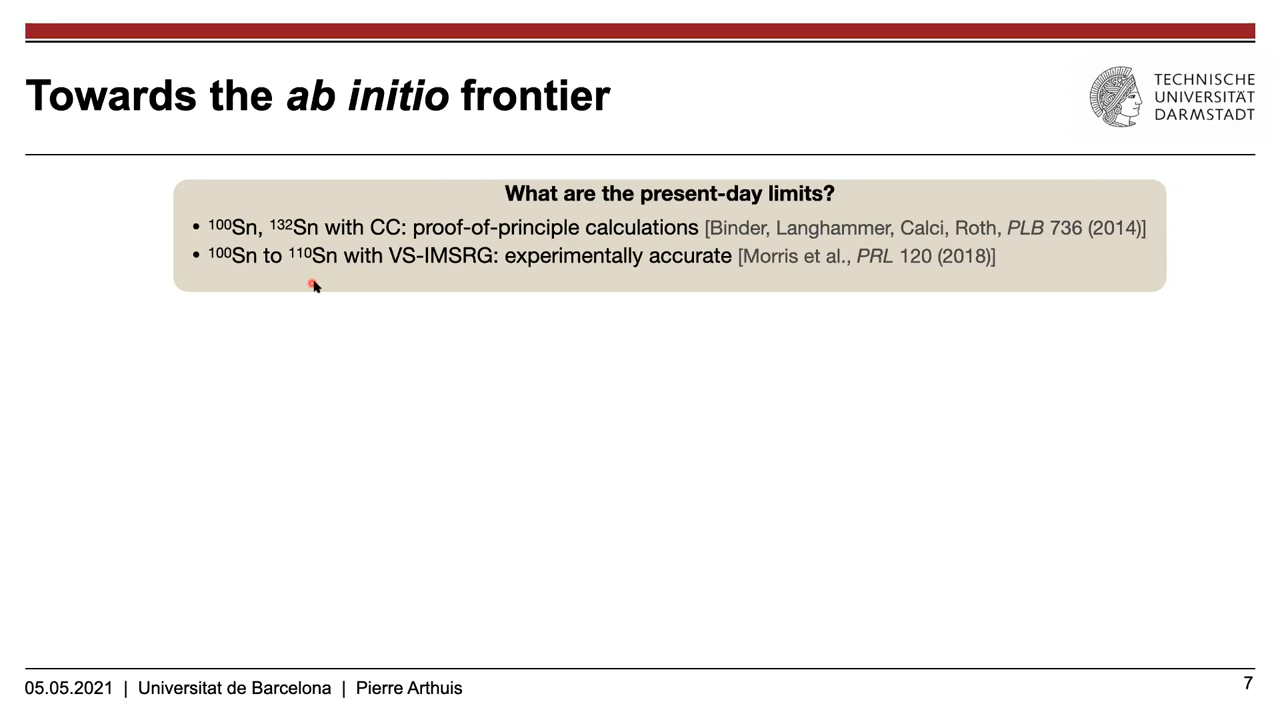 Towards the ab initio frontier
TECHNISCHE
UNIVERSITÄT
DARMSTADT
What are the present-day limits?
• ¹⁰⁰Sn, ¹³²Sn with CC: proof-of-principle calculations [Binder, Langhammer, Calci, Roth, PLB 736 (2014)]
• ¹⁰⁰Sn to ¹¹⁰Sn with VS-IMSRG: experimentally accurate [Morris et al., PRL 120 (2018)]
05.05.2021 | Universitat de Barcelona | Pierre Arthuis
7